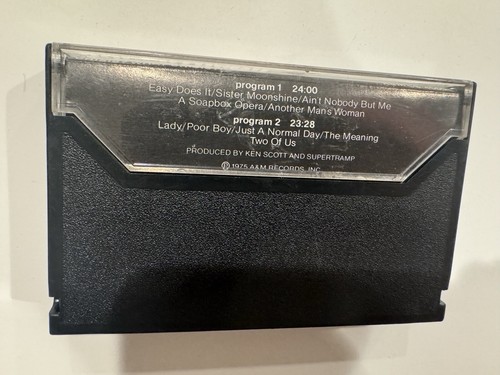 program 1 24:00
Easy Does It/Sister Moonshine/Ain't Nobody But Me
A Soapbox Opera/Another Man's Woman
program 2 23:28
Lady/Poor Boy/Just A Normal Day/The Meaning
Two Of Us
PRODUCED BY KEN SCOTT AND SUPERTRAMP
℗ 1975 A&M RECORDS, INC.